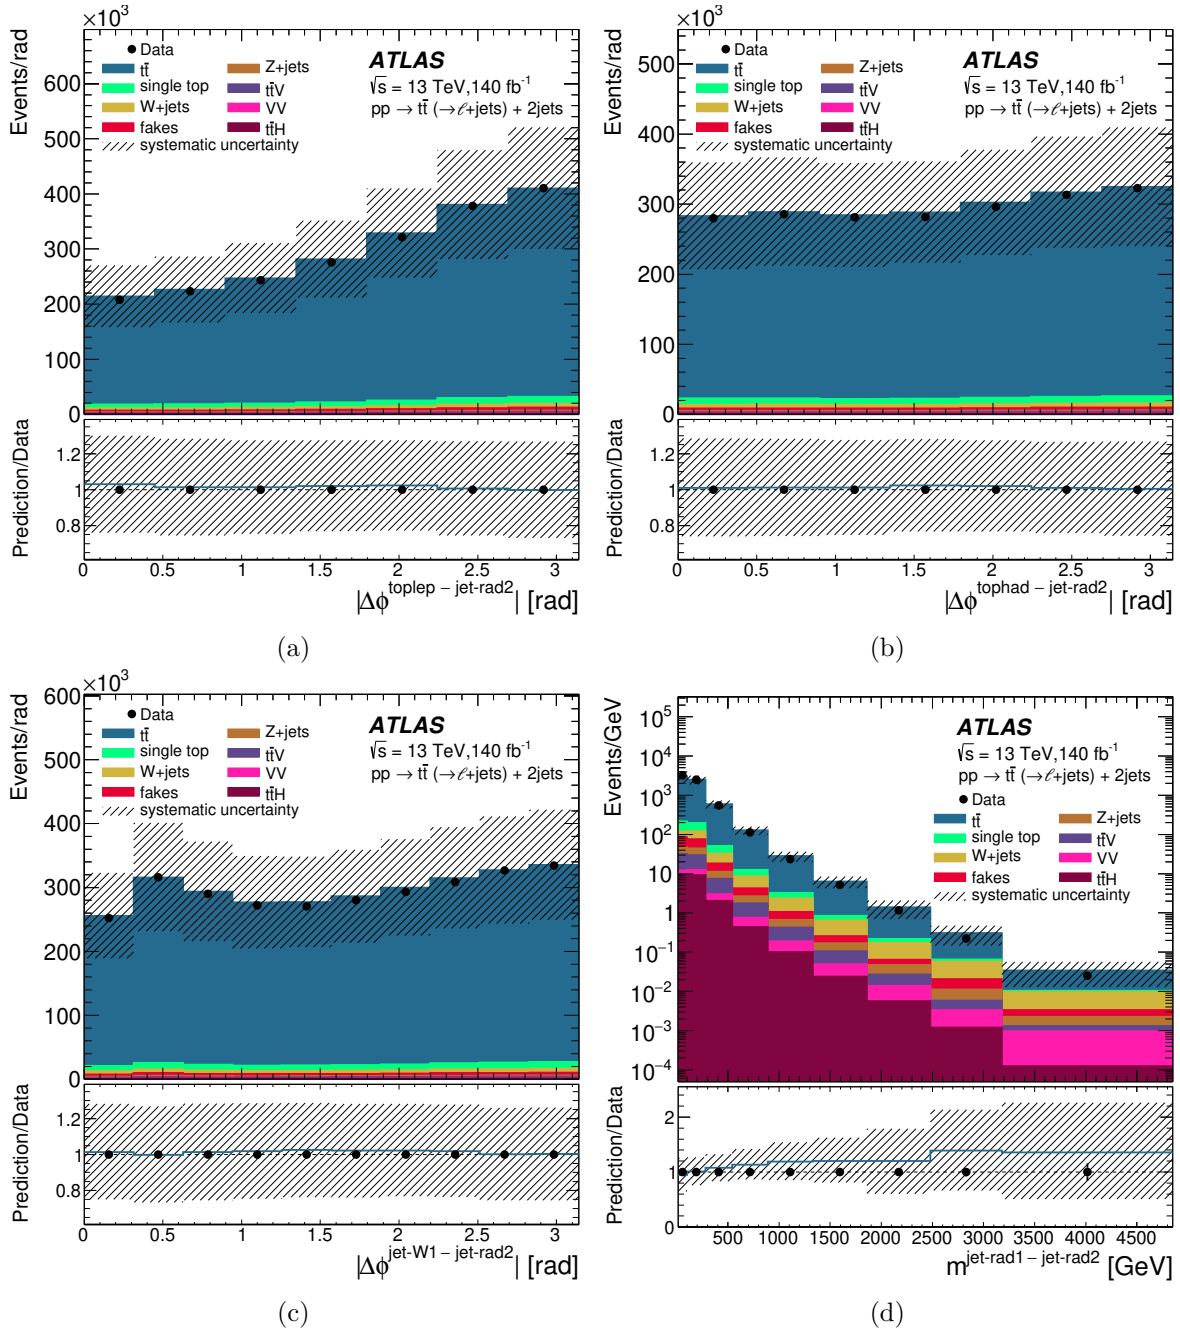 ×10³
Events/rad
600
500
400
300
200
100
0
Data
tt̄
single top
W+jets
fakes
Z+jets
tt̄V
VV
tt̄H
systematic uncertainty
ATLAS
√s = 13 TeV,140 fb⁻¹
pp → tt̄ (→ℓ+jets) + 2jets
Prediction/Data
1.2
1
0.8
0 0.5 1 1.5 2 2.5 3
|Δϕ^toplep − jet-rad2| [rad]
(a)
×10³
Events/rad
500
400
300
200
100
0
Data
tt̄
single top
W+jets
fakes
Z+jets
tt̄V
VV
tt̄H
systematic uncertainty
ATLAS
√s = 13 TeV,140 fb⁻¹
pp → tt̄ (→ℓ+jets) + 2jets
Prediction/Data
1.2
1
0.8
0 0.5 1 1.5 2 2.5 3
|Δϕ^tophad − jet-rad2| [rad]
(b)
×10³
Events/rad
600
500
400
300
200
100
0
Data
tt̄
single top
W+jets
fakes
Z+jets
tt̄V
VV
tt̄H
systematic uncertainty
ATLAS
√s = 13 TeV,140 fb⁻¹
pp → tt̄ (→ℓ+jets) + 2jets
Prediction/Data
1.2
1
0.8
0 0.5 1 1.5 2 2.5 3
|Δϕ^jet-W1 − jet-rad2| [rad]
(c)
Events/GeV
10⁵
10⁴
10³
10²
10
1
10⁻¹
10⁻²
10⁻³
10⁻⁴
ATLAS
√s = 13 TeV,140 fb⁻¹
pp → tt̄ (→ℓ+jets) + 2jets
Data
tt̄
single top
W+jets
fakes
Z+jets
tt̄V
VV
tt̄H
systematic uncertainty
Prediction/Data
2
1
0
500 1000 1500 2000 2500 3000 3500 4000 4500
m^jet-rad1 − jet-rad2 [GeV]
(d)